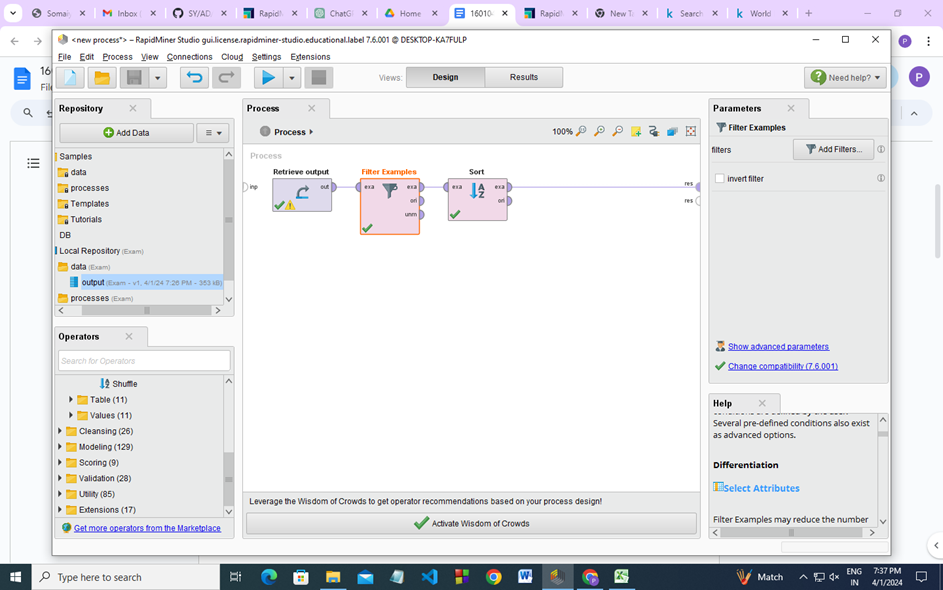 Somai
Inbox
SY/AD
RapidM
ChatG
Home
16010
RapidM
New T
Search
World
<new process*> – RapidMiner Studio gui.license.rapidminer-studio.educational.label 7.6.001 @ DESKTOP-KA7FULP
File Edit Process View Connections Cloud Settings Extensions
Views: Design Results
Need help?
16
File
P
P
Repository
Add Data
Samples
data
processes
Templates
Tutorials
DB
Local Repository (Exam)
data (Exam)
output (Exam – v1, 4/1/24 7:26 PM – 353 kB)
processes (Exam)
Operators
Search for Operators
Shuffle
Table (11)
Values (11)
Cleansing (26)
Modeling (129)
Scoring (9)
Validation (28)
Utility (85)
Extensions (17)
Get more operators from the Marketplace
Process
Process
100%
Process
inp
Retrieve output
out
Filter Examples
exa exa
ori
unm
Sort
exa exa
ori
res
res
Leverage the Wisdom of Crowds to get operator recommendations based on your process design!
Activate Wisdom of Crowds
Parameters
Filter Examples
filters
Add Filters...
invert filter
Show advanced parameters
Change compatibility (7.6.001)
Help
Several pre-defined conditions also exist
as advanced options.
Differentiation
Select Attributes
Filter Examples may reduce the number
Type here to search
Match
ENG
IN
7:37 PM
4/1/2024